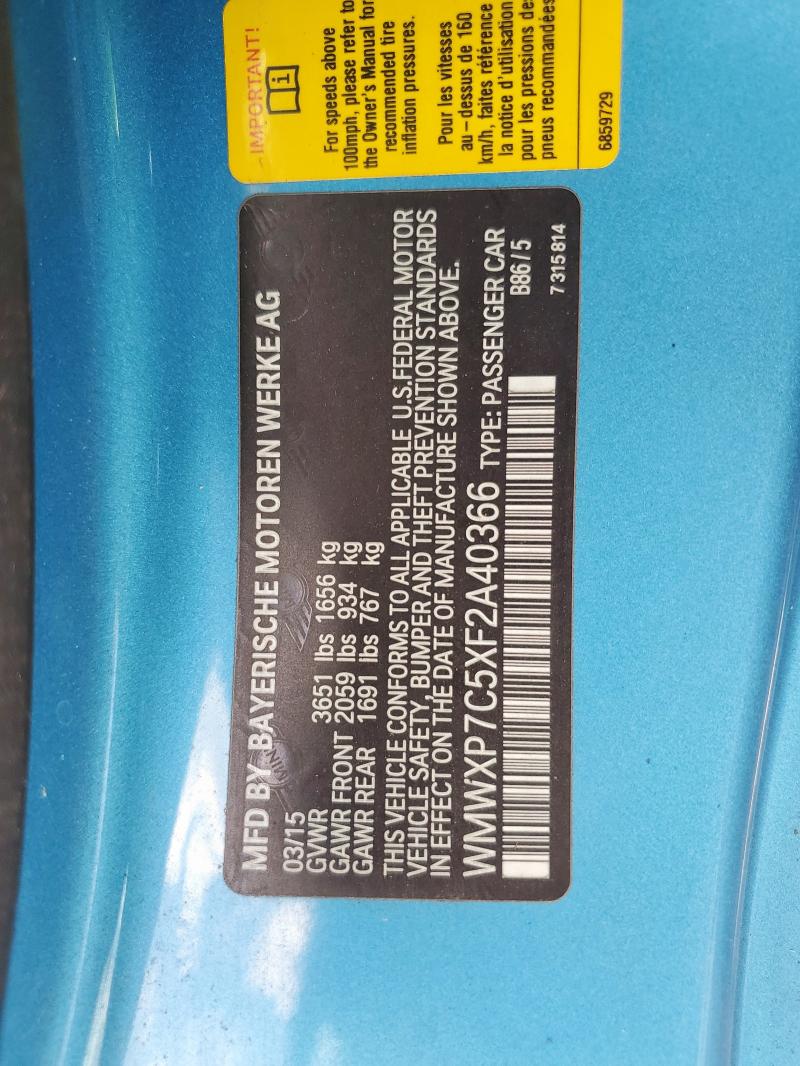 MFD BY BAYERISCHE MOTOREN WERKE AG
03/15
GVWR 3651 lbs 1656 kg
GAWR FRONT 2059 lbs 934 kg
GAWR REAR 1691 lbs 767 kg
THIS VEHICLE CONFORMS TO ALL APPLICABLE U.S.FEDERAL MOTOR
VEHICLE SAFETY, BUMPER AND THEFT PREVENTION STANDARDS
IN EFFECT ON THE DATE OF MANUFACTURE SHOWN ABOVE.
WMWXP7C5XF2A40366 TYPE: PASSENGER CAR
B86/5
7 315 814
IMPORTANT!
For speeds above
100mph, please refer to
the Owner's Manual for
recommended tire
inflation pressures.
Pour les vitesses
au-dessus de 160
km/h, faites référence
la notice d'utilisation
pour les pressions de
pneus recommandées
6859729
MINI